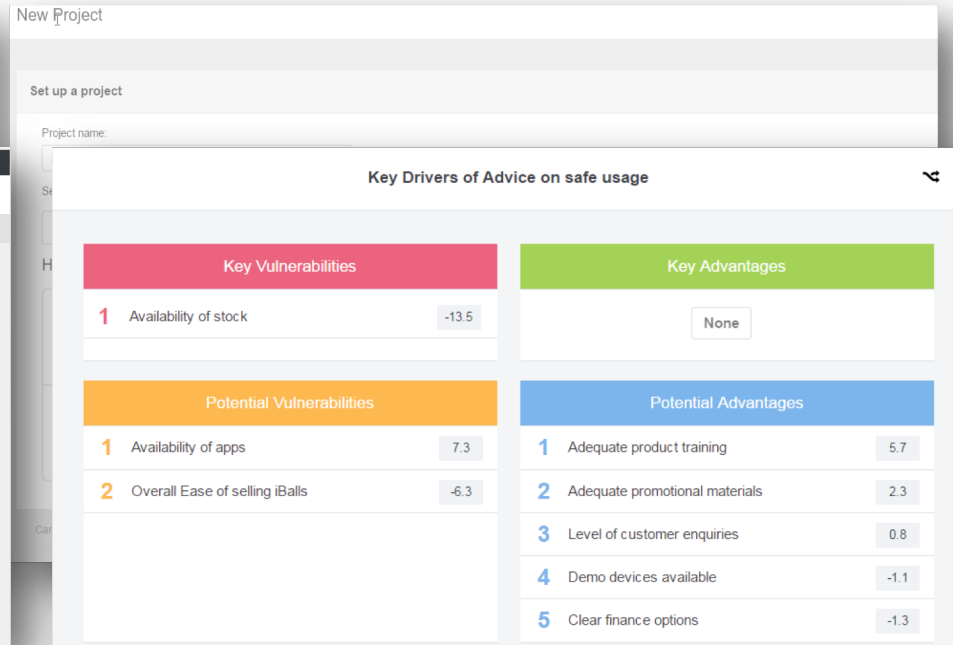 New Project
Set up a project
Project name:
Key Drivers of Advice on safe usage
Key Vulnerabilities
1 Availability of stock -13.5
Key Advantages
None
Potential Vulnerabilities
1 Availability of apps 7.3
2 Overall Ease of selling iBalls -6.3
Potential Advantages
1 Adequate product training 5.7
2 Adequate promotional materials 2.3
3 Level of customer enquiries 0.8
4 Demo devices available -1.1
5 Clear finance options -1.3